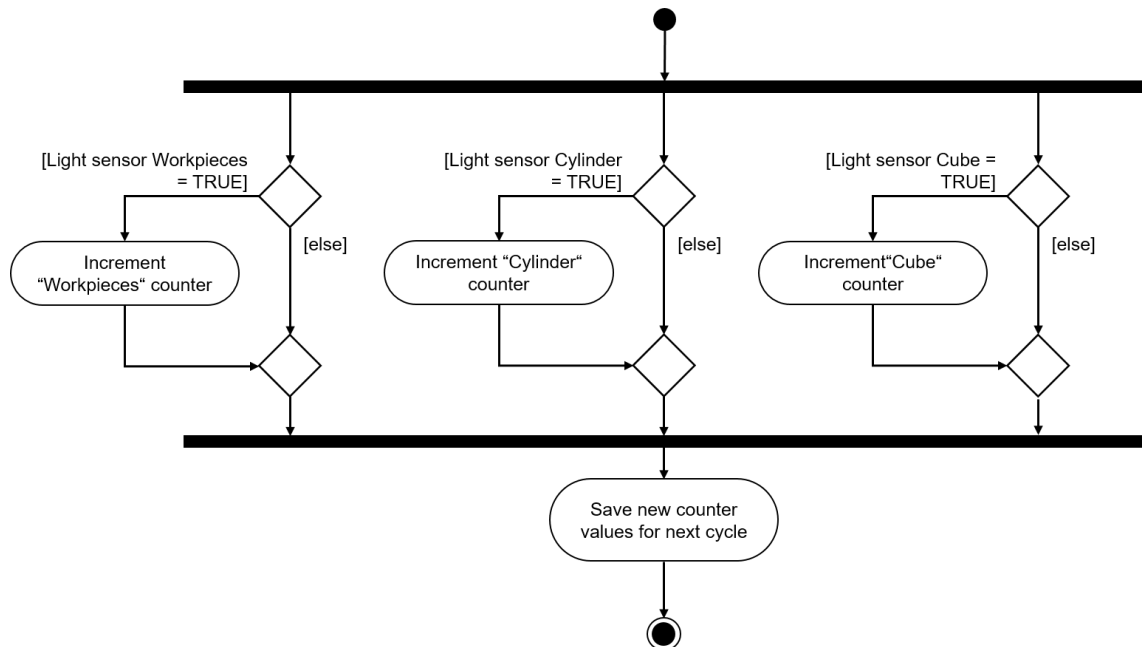 [Light sensor Workpieces
= TRUE]
[else]
Increment
“Workpieces“ counter
[Light sensor Cylinder
= TRUE]
[else]
Increment “Cylinder“
counter
[Light sensor Cube =
TRUE]
[else]
Increment“Cube“
counter
Save new counter
values for next cycle